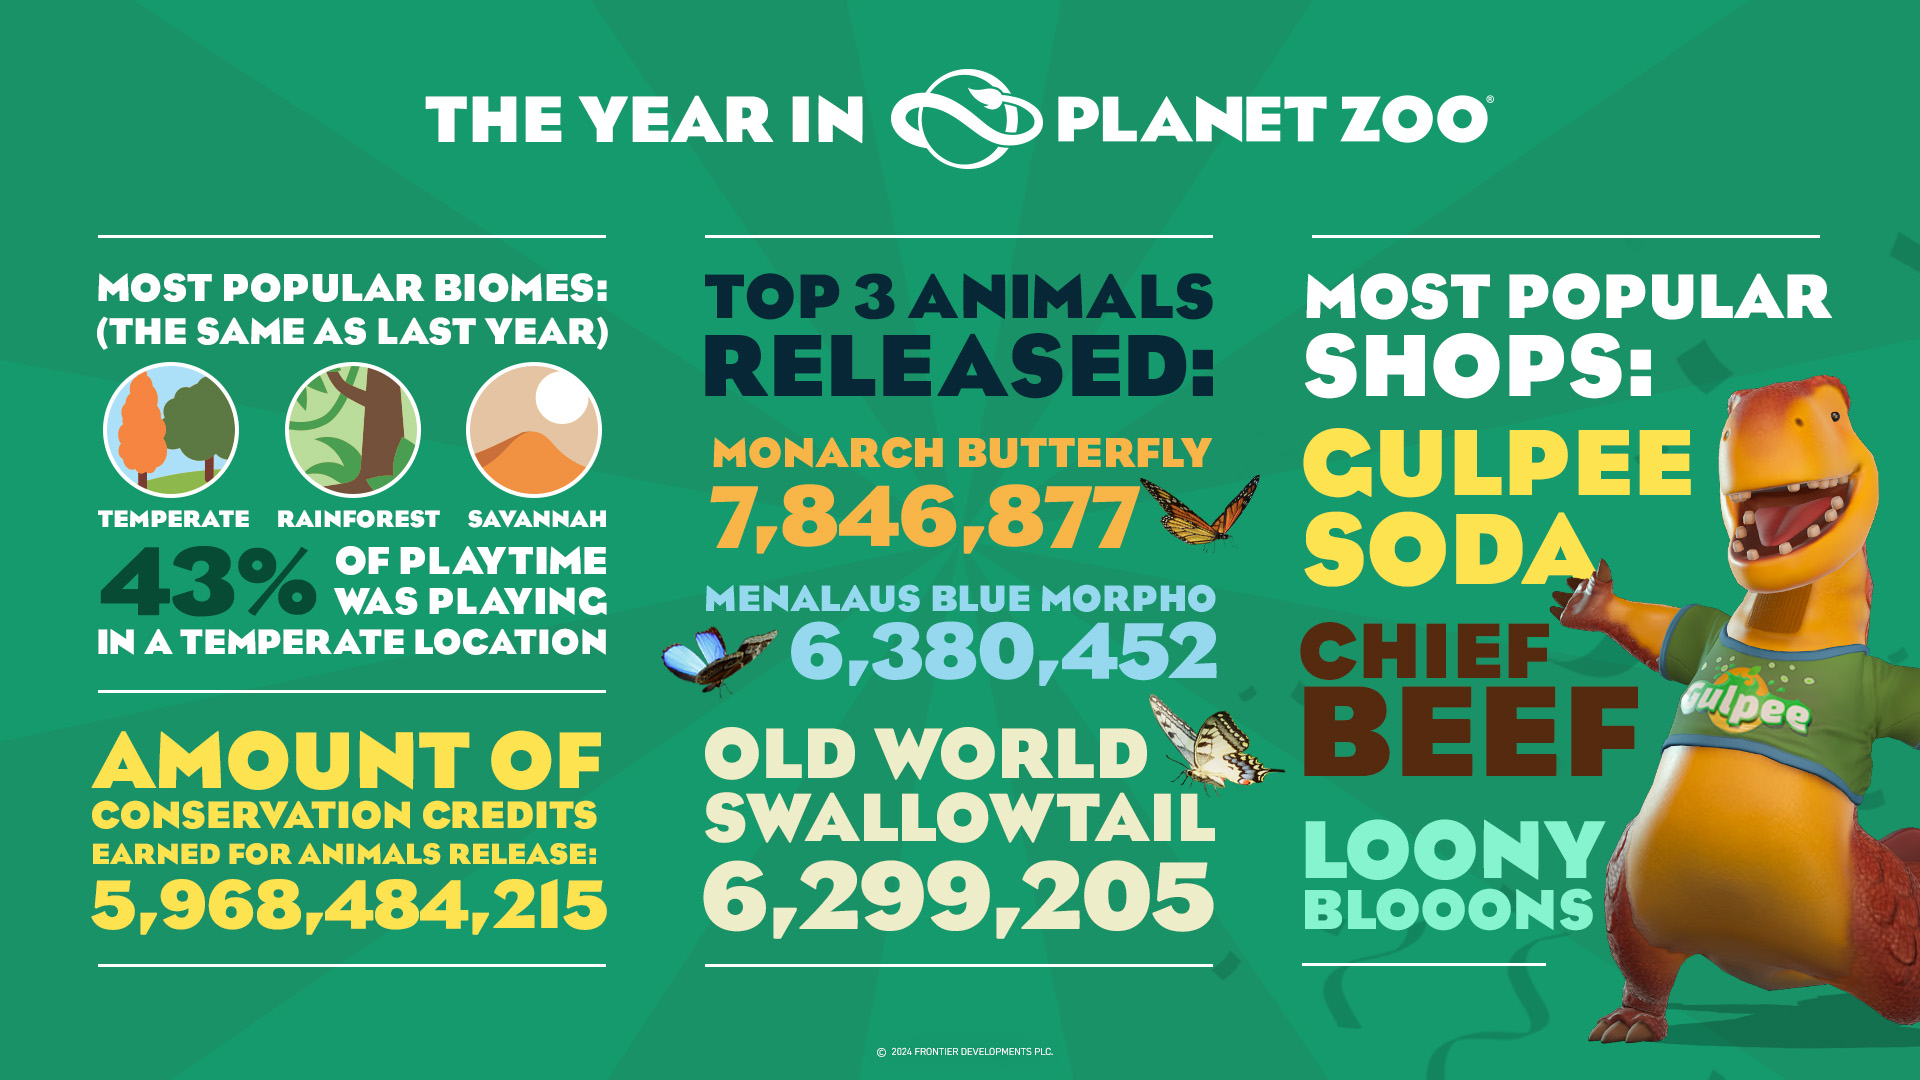 THE YEAR IN PLANET ZOO®
MOST POPULAR BIOMES:
(THE SAME AS LAST YEAR)
TEMPERATE RAINFOREST SAVANNAH
43% OF PLAYTIME
WAS PLAYING
IN A TEMPERATE LOCATION
AMOUNT OF
CONSERVATION CREDITS
EARNED FOR ANIMALS RELEASE:
5,968,484,215
TOP 3 ANIMALS
RELEASED:
MONARCH BUTTERFLY
7,846,877
MENALAUS BLUE MORPHO
6,380,452
OLD WORLD
SWALLOWTAIL
6,299,205
MOST POPULAR
SHOPS:
GULPEE
SODA
CHIEF
BEEF
LOONY
BLOOONS
Gulpee
© 2024 FRONTIER DEVELOPMENTS PLC.